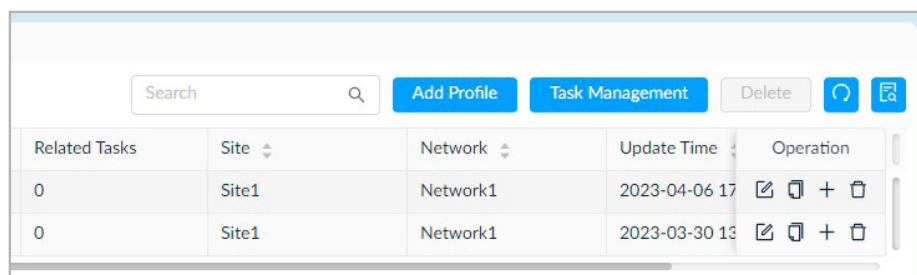 Search Add Profile Task Management Delete
Related Tasks Site Network Update Time Operation
0 Site1 Network1 2023-04-06 17
0 Site1 Network1 2023-03-30 13